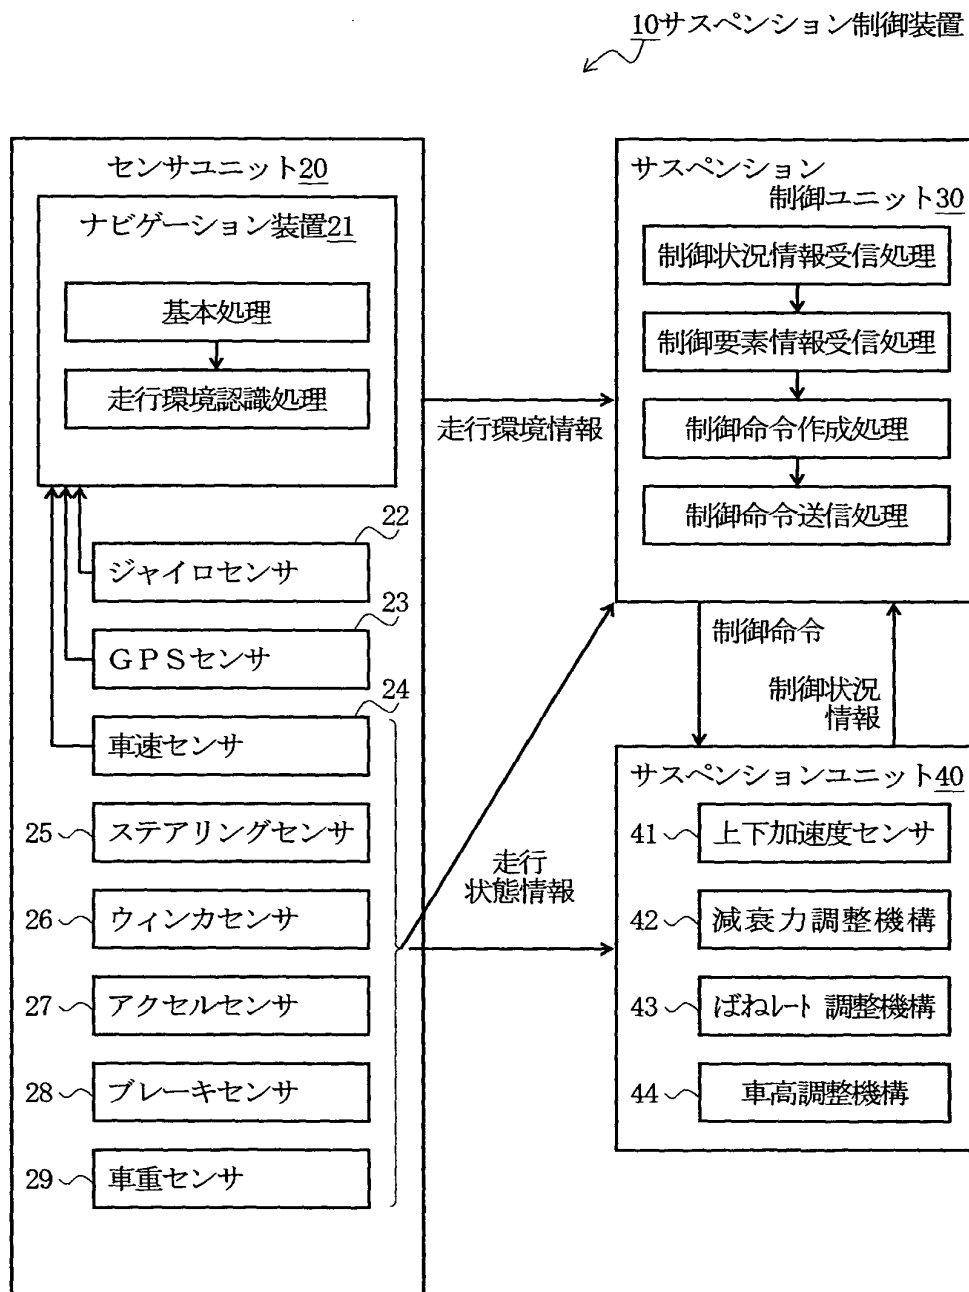 10サスペンション制御装置
センサユニット20
ナビゲーション装置21
基本処理
走行環境認識処理
22
ジャイロセンサ
23
ＧＰＳセンサ
24
車速センサ
25
ステアリングセンサ
26
ウィンカセンサ
27
アクセルセンサ
28
ブレーキセンサ
29
車重センサ
走行環境情報
走行
状態情報
サスペンション
制御ユニット30
制御状況情報受信処理
制御要素情報受信処理
制御命令作成処理
制御命令送信処理
制御命令
制御状況
情報
サスペンションユニット40
41
上下加速度センサ
42
減衰力調整機構
43
ばねﾚｰﾄ 調整機構
44
車高調整機構